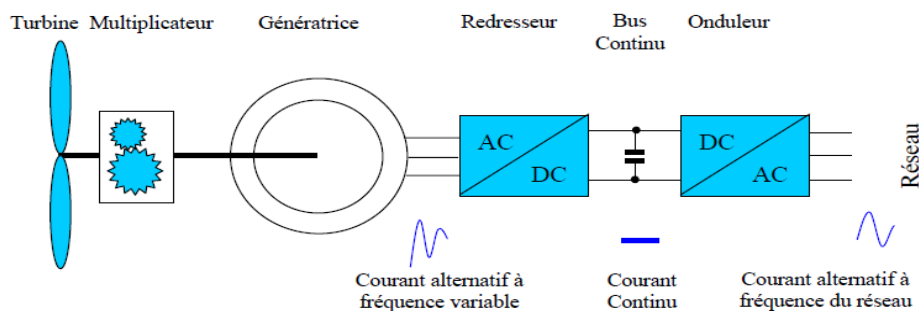 Turbine Multiplicateur Génératrice Redresseur Bus Continu Onduleur
AC
DC
DC
AC
Réseau
Courant alternatif à
fréquence variable
Courant
Continu
Courant alternatif à
fréquence du réseau